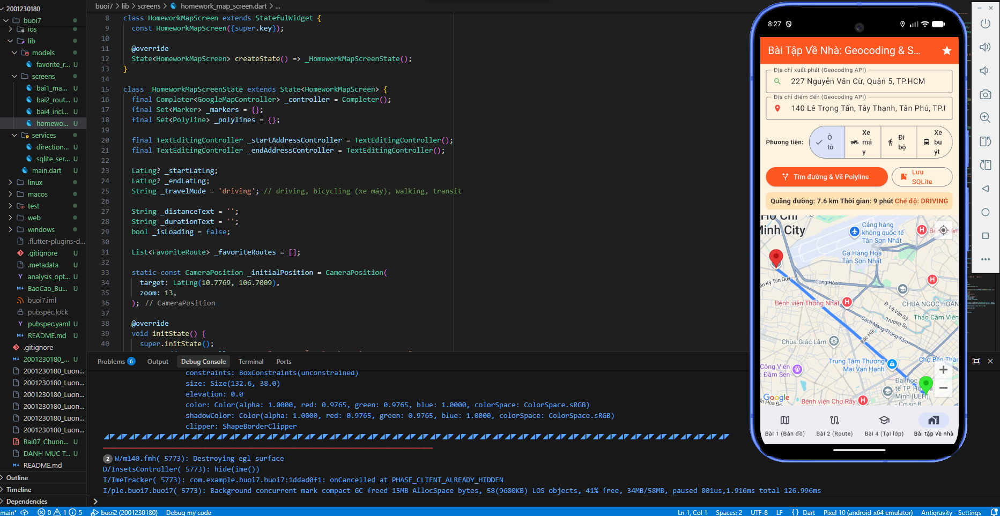 2001230180
buoi7
ios
lib
models
favorite_r... U
screens
bai1_ma... U
bai2_rout... U
bai4_incl... U
homewo... U
services
direction... U
sqlite_ser... U
main.dart U
linux
macos
test
web
windows
.flutter-plugins-d...
.gitignore U
.metadata U
analysis_opt... U
BaoCao_Bu... U
buoi7.iml
pubspec.lock
pubspec.yaml U
README.md U
.gitignore
2001230180_... U
2001230180_Luon...
2001230180_Luon...
2001230180_Luon...
2001230180_Luon...
2001230180_Luon...
2001230180_Luon...
Bai07_Chuon... U
DANH MỤC T... U
README.md
Outline
Timeline
Dependencies
buoi7 > lib > screens > homework_map_screen.dart > ...
8 class HomeworkMapScreen extends StatefulWidget {
9 const HomeworkMapScreen({super.key});
10
11 @override
12 State<HomeworkMapScreen> createState() => _HomeworkMapScreenState();
13 }
14
15 class _HomeworkMapScreenState extends State<HomeworkMapScreen> {
16 final Completer<GoogleMapController> _controller = Completer();
17 final Set<Marker> _markers = {};
18 final Set<Polyline> _polylines = {};
19
20 final TextEditingController _startAddressController = TextEditingController();
21 final TextEditingController _endAddressController = TextEditingController();
22
23 LatLng? _startLatLng;
24 LatLng? _endLatLng;
25 String _travelMode = 'driving'; // driving, bicycling (xe máy), walking, transit
26
27 String _distanceText = '';
28 String _durationText = '';
29 bool _isLoading = false;
30
31 List<FavoriteRoute> _favoriteRoutes = [];
32
33 static const CameraPosition _initialPosition = CameraPosition(
34 target: LatLng(10.7769, 106.7009),
35 zoom: 13,
36 ); // CameraPosition
37
38 @override
39 void initState() {
40 super.initState();
Problems 6 Output Debug Console Terminal Ports
constraints: BoxConstraints(unconstrained)
size: Size(132.6, 38.0)
elevation: 0.0
color: Color(alpha: 1.0000, red: 0.9765, green: 0.9765, blue: 1.0000, colorSpace: ColorSpace.sRGB)
shadowColor: Color(alpha: 1.0000, red: 0.9765, green: 0.9765, blue: 1.0000, colorSpace: ColorSpace.sRGB)
clipper: ShapeBorderClipper
2 W/m140.fmh( 5773): Destroying egl surface
D/InsetsController( 5773): hide(ime())
I/ImeTracker( 5773): com.example.buoi7.buoi7:1ddad0f1: onCancelled at PHASE_CLIENT_ALREADY_HIDDEN
I/ple.buoi7.buoi7( 5773): Background concurrent mark compact GC freed 15MB AllocSpace bytes, 58(9680KB) LOS objects, 41% free, 34MB/58MB, paused 801us,1.916ms total 126.996ms
main* 0 1 5 buoi2 (2001230180) Debug my code
Ln 1, Col 1 Spaces: 2 UTF-8 LF {} Dart Pixel 10 (android-x64 emulator) Antigravity - Settings
8:27
Bài Tập Về Nhà: Geocoding & S...
Địa chỉ xuất phát (Geocoding API)
227 Nguyễn Văn Cừ, Quận 5, TP.HCM
Địa chỉ điểm đến (Geocoding API)
140 Lê Trọng Tấn, Tây Thạnh, Tân Phú, TP.I
Phương tiện:
Ô
tô
Xe
má
y
Đi
bộ
Xe
bu
ýt
Tìm đường & Vẽ Polyline
Lưu
SQLite
Quãng đường: 7.6 km Thời gian: 9 phút Chế độ: DRIVING
Minh City
Cảng hàng
không quốc tế
Tân Sơn Nhất
Ga Hàng Hoá
Tân Sơn Nhất
Tân Kỳ Tân Quý
Cộng Hòa
Bệnh viện Thống Nhất
CHÙA NGỌC HOÀN
Đ. Lê Văn Sỹ
Thảo Cầm Viên
Trường Sa
Cách Mạng Tháng Tám
Bắc Hải
Chùa Giác Lâm
Chợ Bến Thàn
Trung Tâm Thương
Mại Vạn Hạnh
Công Viên
c Đầm Sen
Đại học
tế TP. Hồ
Minh (UEH)
Cơ sở B
Google
Bệnh viện Chợ Rẫy
Bài 1 (Bản đồ) Bài 2 (Route) Bài 4 (Tại lớp) Bài tập về nhà